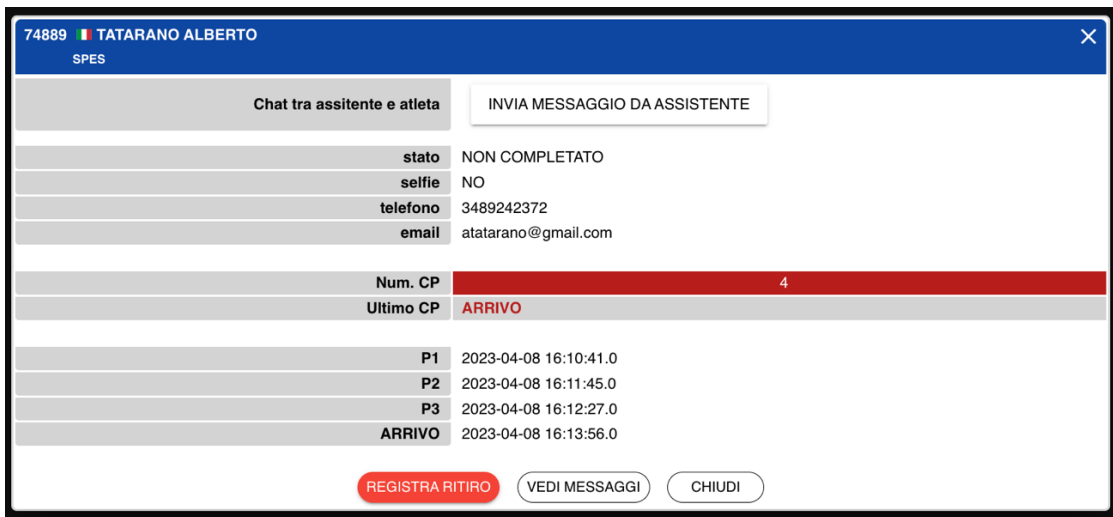 74889 TATARANO ALBERTO
SPES
Chat tra assitente e atleta INVIA MESSAGGIO DA ASSISTENTE
stato NON COMPLETATO
selfie NO
telefono 3489242372
email atatarano@gmail.com
Num. CP 4
Ultimo CP ARRIVO
P1 2023-04-08 16:10:41.0
P2 2023-04-08 16:11:45.0
P3 2023-04-08 16:12:27.0
ARRIVO 2023-04-08 16:13:56.0
REGISTRA RITIRO VEDI MESSAGGI CHIUDI